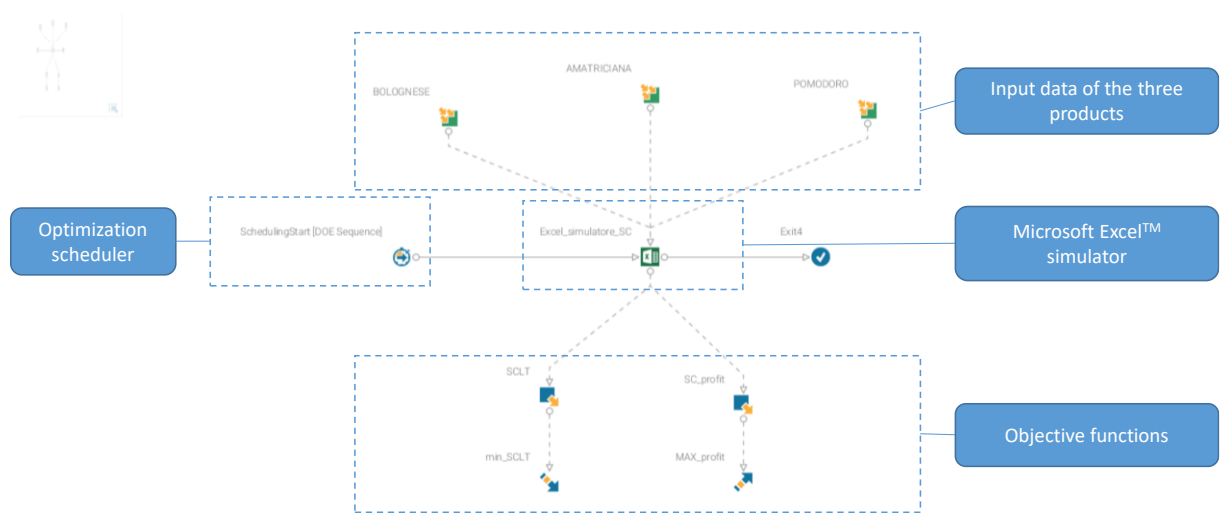 AMATRICIANA
BOLOGNESE
POMODORO
Input data of the three
products
Optimization
scheduler
SchedulingStart [DOE Sequence]
Excel_simulatore_SC
Exit4
Microsoft Excel™
simulator
SCLT
SC_profit
min_SCLT
MAX_profit
Objective functions